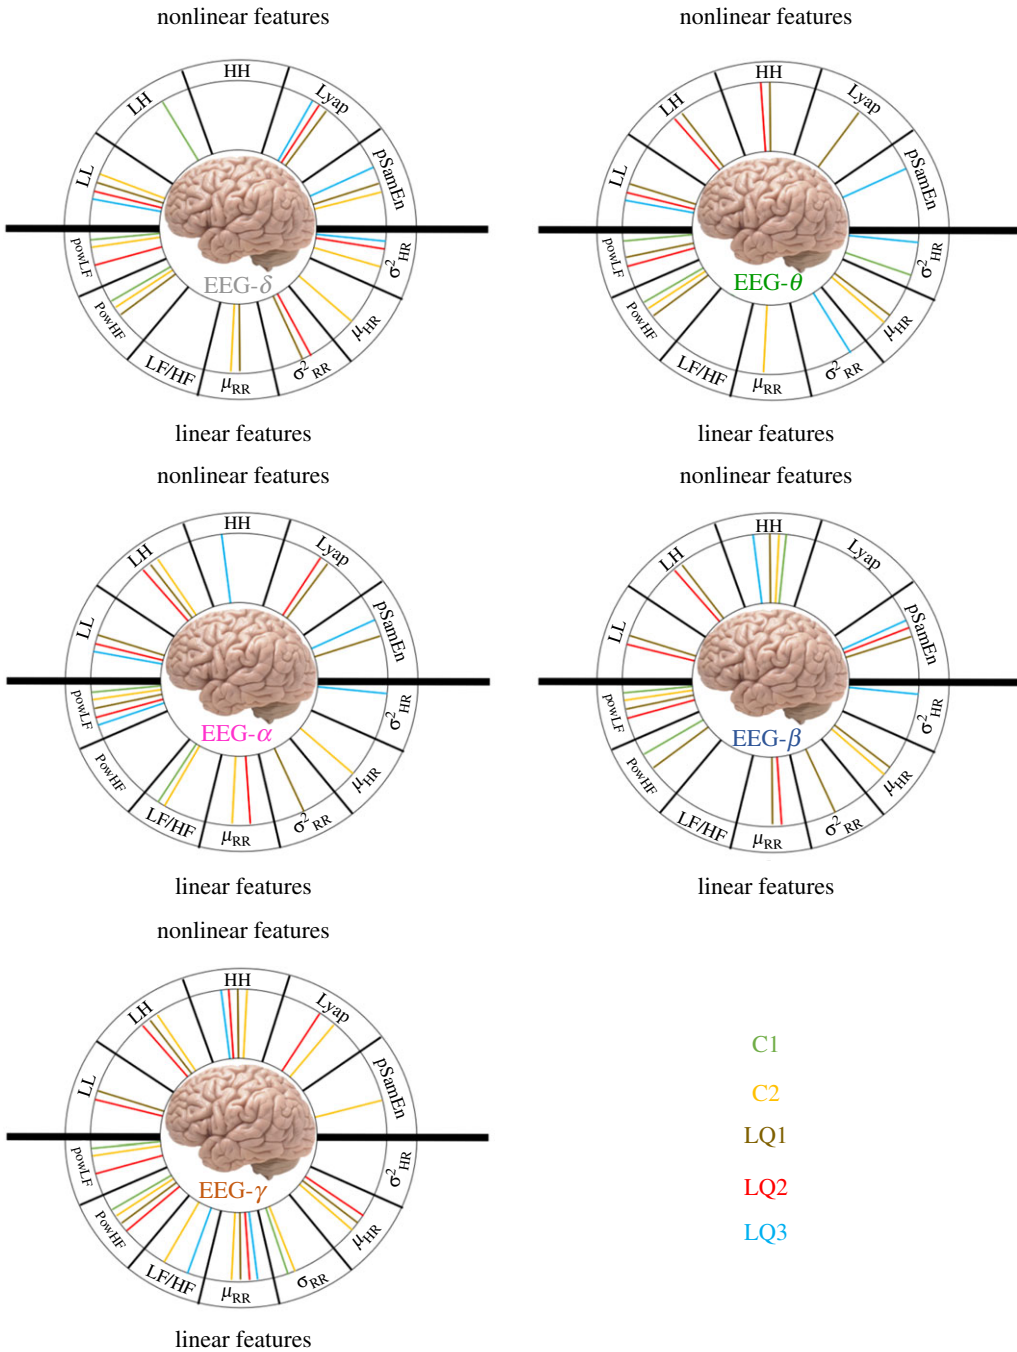 nonlinear features
nonlinear features
HH
LH
Lyap
LL
pSamEn
powLF
σ²HR
EEG-δ
PowHF
μHR
LF/HF
μRR
σ²RR
linear features
HH
LH
Lyap
LL
pSamEn
powLF
σ²HR
EEG-θ
PowHF
μHR
LF/HF
μRR
σ²RR
linear features
nonlinear features
nonlinear features
HH
LH
Lyap
LL
pSamEn
powLF
σ²HR
EEG-α
PowHF
μHR
LF/HF
μRR
σ²RR
linear features
HH
LH
Lyap
LL
pSamEn
powLF
σ²HR
EEG-β
PowHF
μHR
LF/HF
μRR
σ²RR
linear features
nonlinear features
HH
LH
Lyap
LL
pSamEn
powLF
σ²HR
EEG-γ
PowHF
μHR
LF/HF
μRR
σRR
linear features
C1
C2
LQ1
LQ2
LQ3